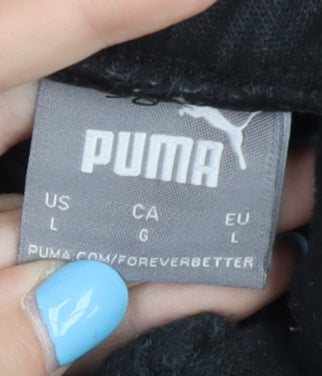 PUMA
US CA EU
L G L
PUMA.COM/FOREVERBETTER